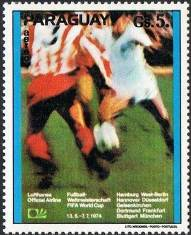 PARAGUAY
Gs.5.
aereo
Lufthansa
Official Airline
Fußball-
Weltmeisterschaft
FIFA World Cup
13.6.-7.7.1974
Hamburg West-Berlin
Hannover Düsseldorf
Gelsenkirchen
Dortmund Frankfurt
Stuttgart München